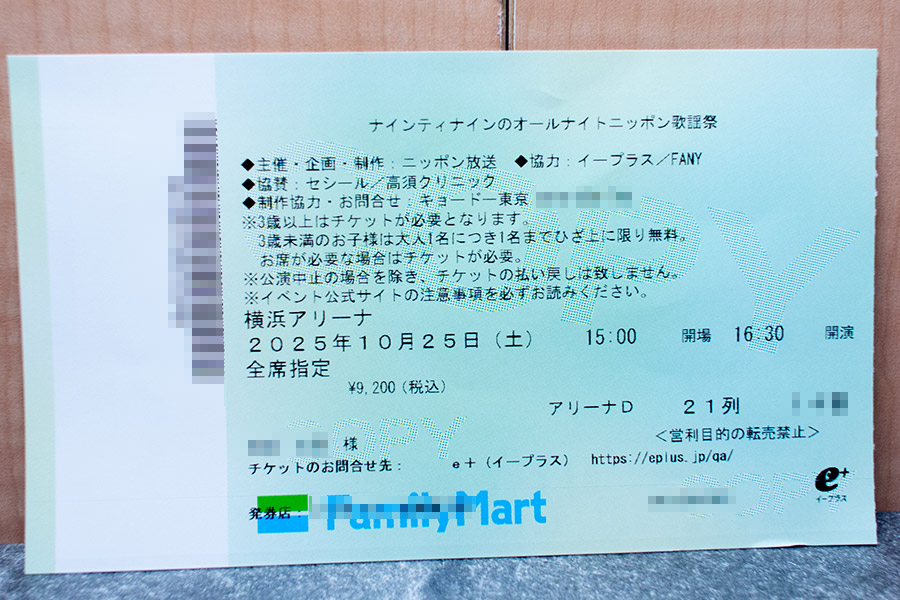 ナインティナインのオールナイトニッポン歌謡祭
◆主催・企画・制作：ニッポン放送　◆協力：イープラス／FANY
◆協賛：セシール／高須クリニック
◆制作協力・お問合せ：キョードー東京
※3歳以上はチケットが必要となります。
3歳未満のお子様は大人1名につき1名までひざ上に限り無料。
お席が必要な場合はチケットが必要。
※公演中止の場合を除き、チケットの払い戻しは致しません。
※イベント公式サイトの注意事項を必ずお読みください。
横浜アリーナ
２０２５年１０月２５日（土）　15:00　開場　16:30　開演
全席指定
¥9,200（税込）
アリーナＤ　２１列
様　＜営利目的の転売禁止＞
チケットのお問合せ先：　ｅ＋（イープラス）　https://eplus.jp/qa/
e+
イープラス
発券店：
FamilyMart
COPY
COPY